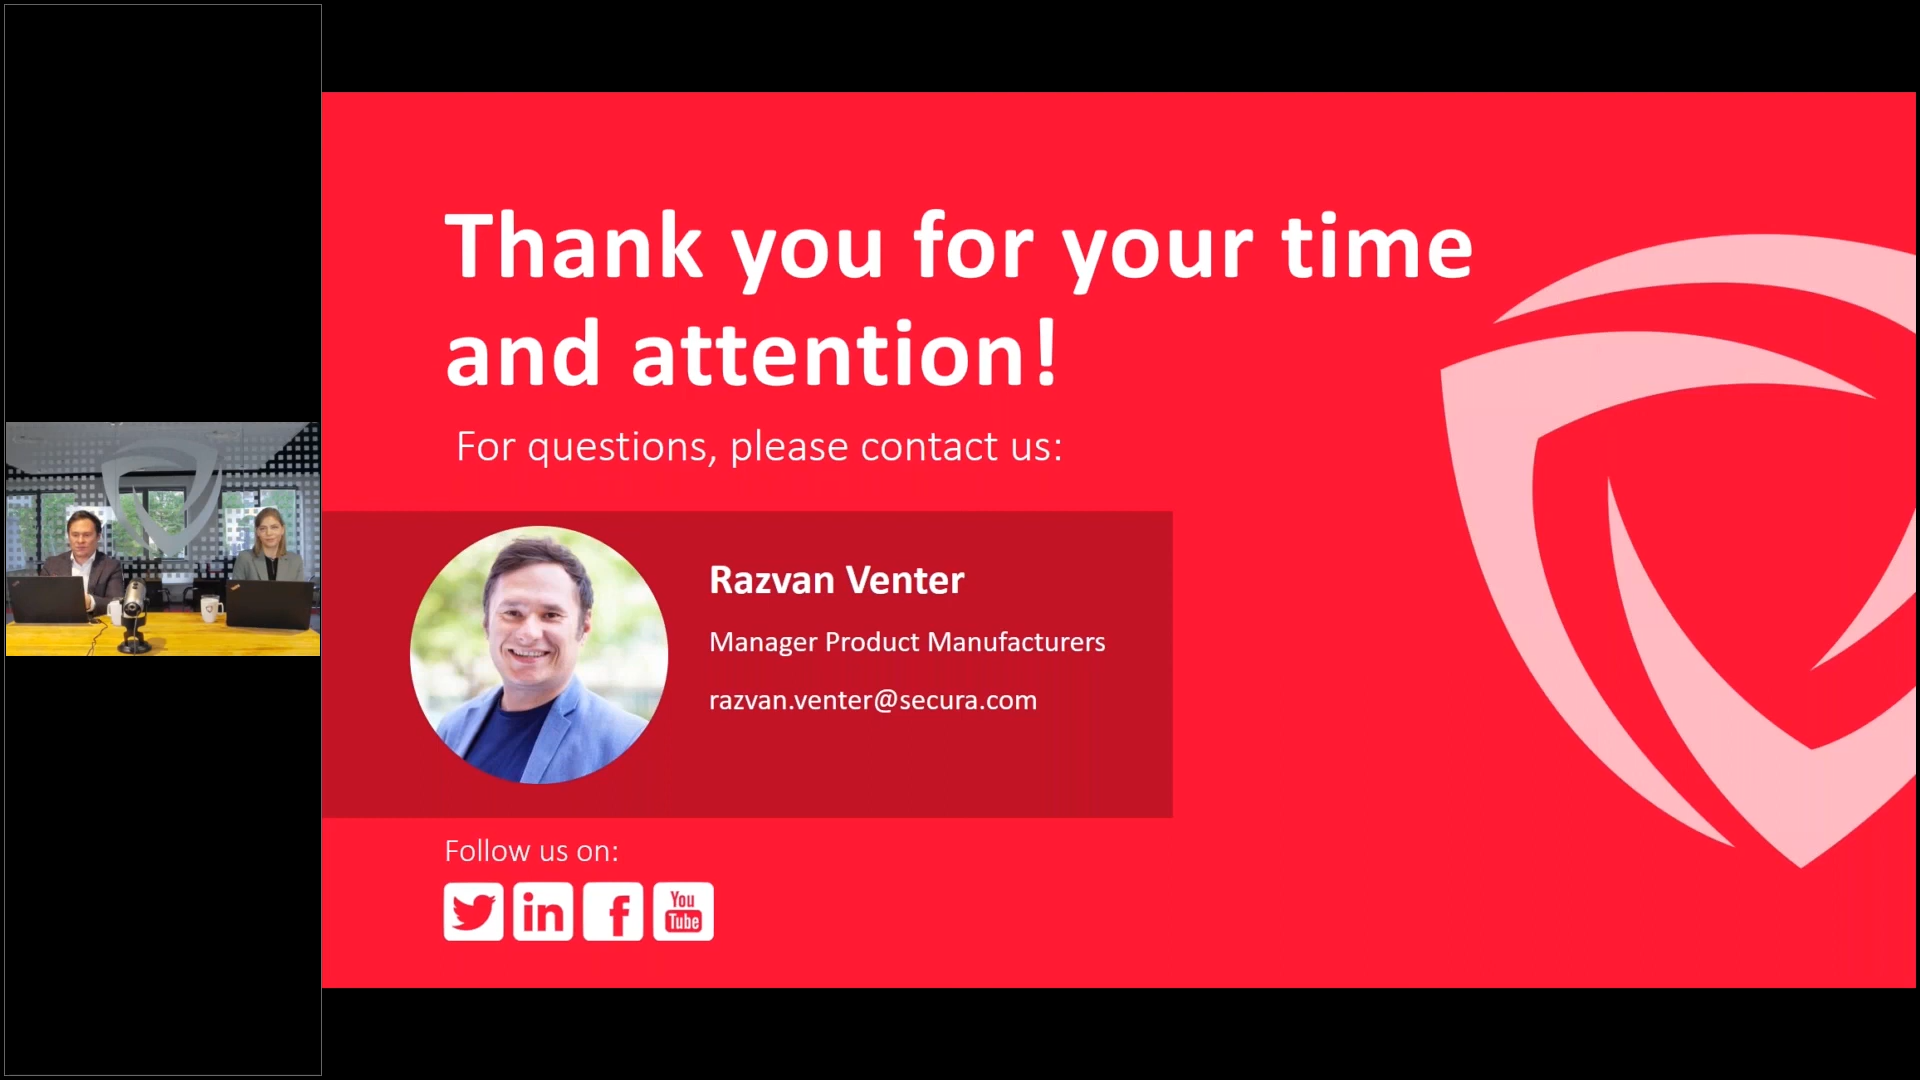 Thank you for your time
and attention!
For questions, please contact us:
Razvan Venter
Manager Product Manufacturers
razvan.venter@secura.com
Follow us on:
in
f
You
Tube